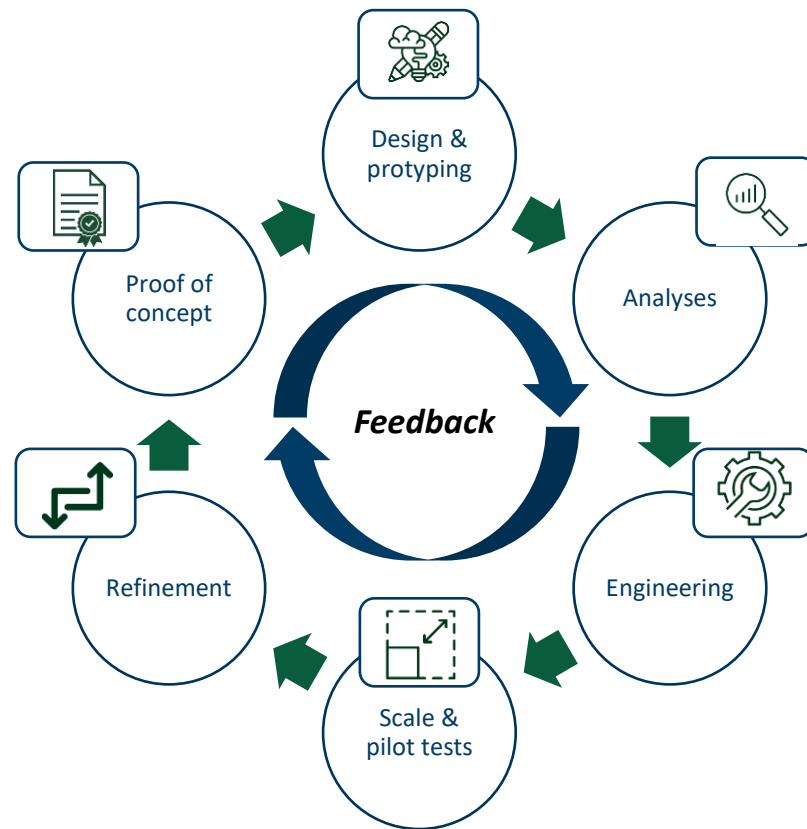 Design &
protyping
Analyses
Engineering
Scale &
pilot tests
Refinement
Proof of
concept
Feedback